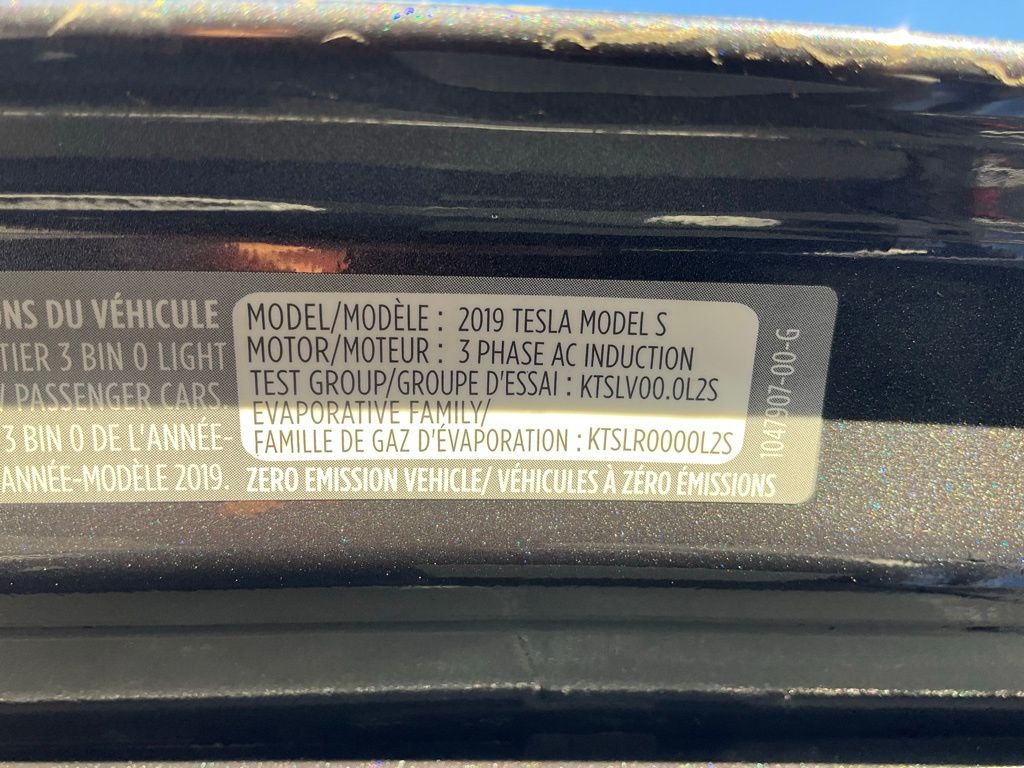 ONS DU VÉHICULE
TIER 3 BIN 0 LIGHT
PASSENGER CARS.
3 BIN 0 DE L'ANNÉE-
ANNÉE-MODÈLE 2019.
MODEL/MODÈLE : 2019 TESLA MODEL S
MOTOR/MOTEUR : 3 PHASE AC INDUCTION
TEST GROUP/GROUPE D'ESSAI : KTSLV00.0L2S
EVAPORATIVE FAMILY/
FAMILLE DE GAZ D'ÉVAPORATION : KTSLR0000L2S
ZERO EMISSION VEHICLE/ VÉHICULES À ZÉRO ÉMISSIONS
1047907-00-G